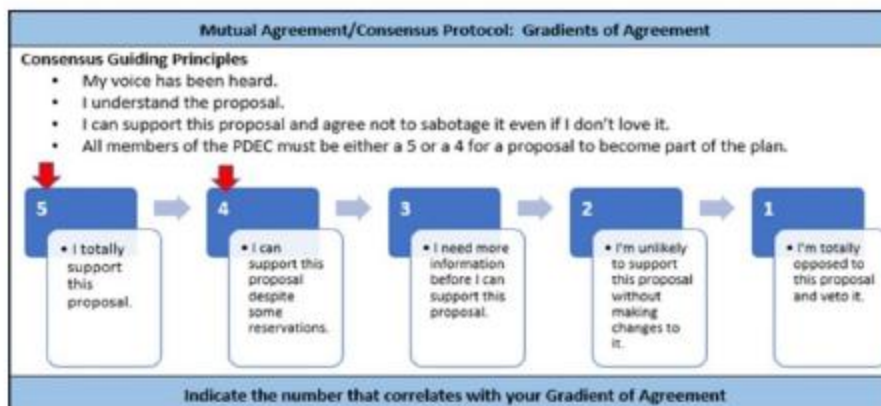 Mutual Agreement/Consensus Protocol: Gradients of Agreement
Consensus Guiding Principles
• My voice has been heard.
• I understand the proposal.
• I can support this proposal and agree not to sabotage it even if I don't love it.
• All members of the PDEC must be either a 5 or a 4 for a proposal to become part of the plan.
5
• I totally
support
this
proposal.
4
• I can
support this
proposal
despite
some
reservations.
3
• I need more
information
before I can
support this
proposal.
2
• I'm unlikely
to support
this proposal
without
making
changes to
it.
1
• I'm totally
opposed to
this proposal
and veto it.
Indicate the number that correlates with your Gradient of Agreement